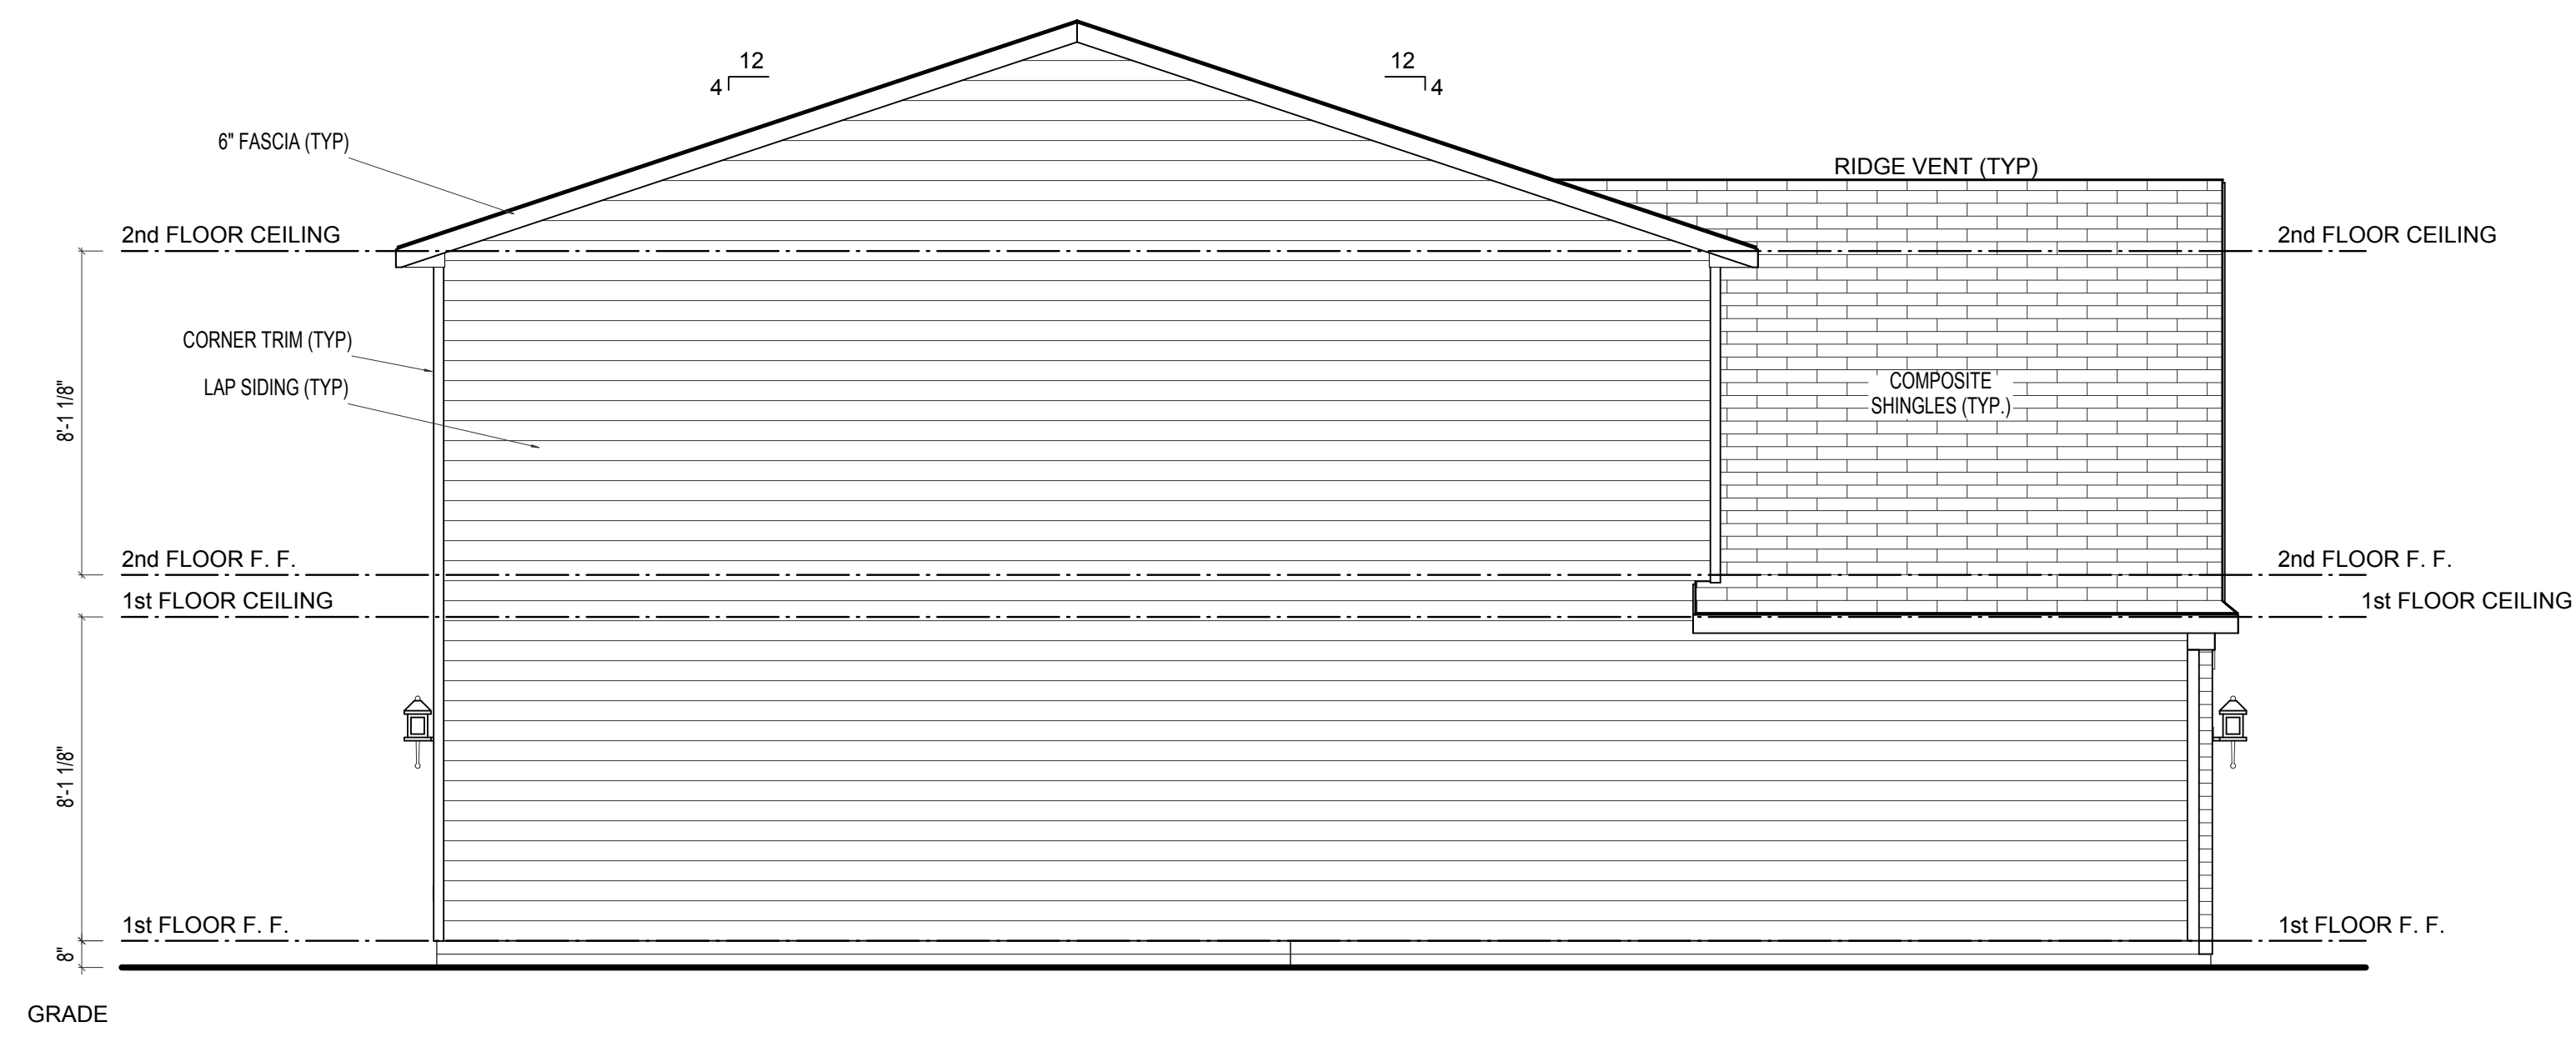 12
12
4
4
6" FASCIA (TYP)
RIDGE VENT (TYP)
2nd FLOOR CEILING
2nd FLOOR CEILING
CORNER TRIM (TYP)
LAP SIDING (TYP)
COMPOSITE
SHINGLES (TYP.)
8'-1 1/8"
2nd FLOOR F. F.
2nd FLOOR F. F.
1st FLOOR CEILING
1st FLOOR CEILING
8'-1 1/8"
1st FLOOR F. F.
1st FLOOR F. F.
8"
GRADE